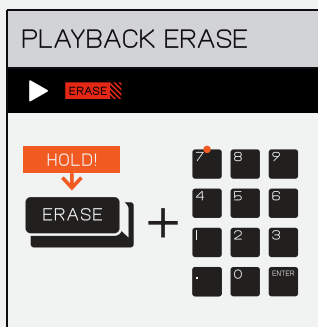 PLAYBACK ERASE
ERASE
HOLD!
ERASE
+
7 8 9
4 5 6
1 2 3
. 0 ENTER